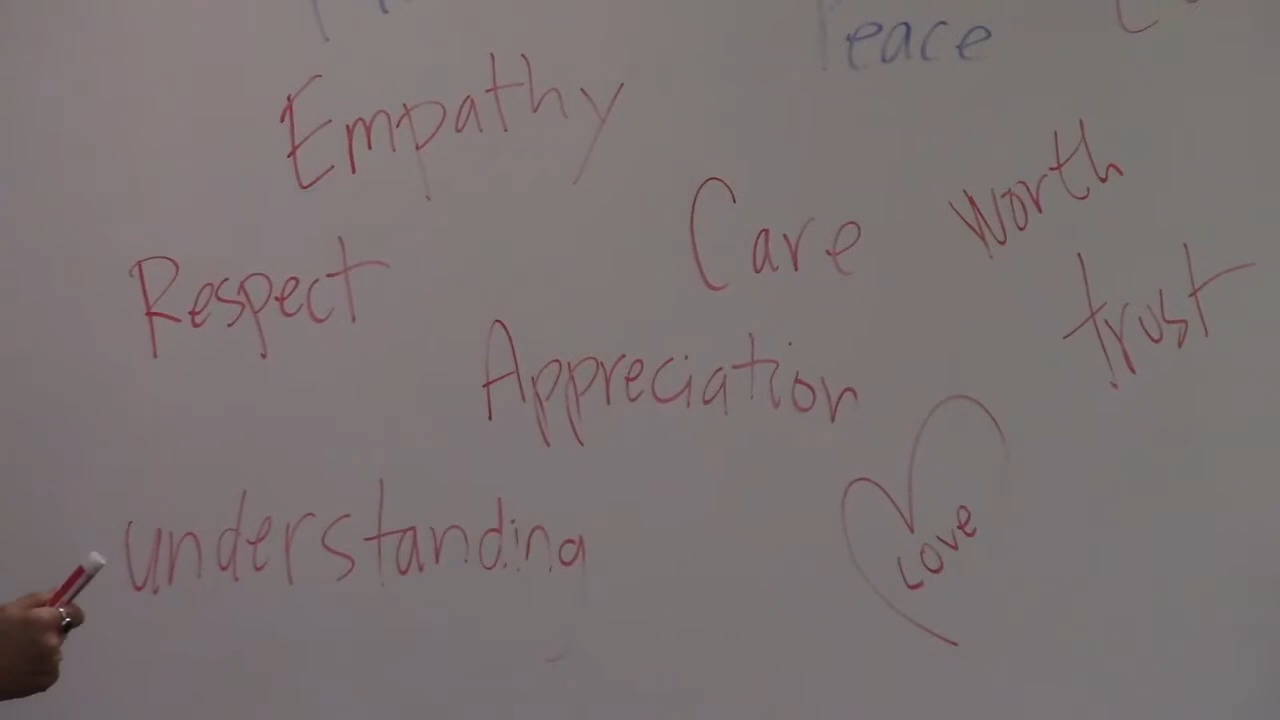 Peace
Empathy
Care worth
Respect
trust
Appreciation
Love
understanding